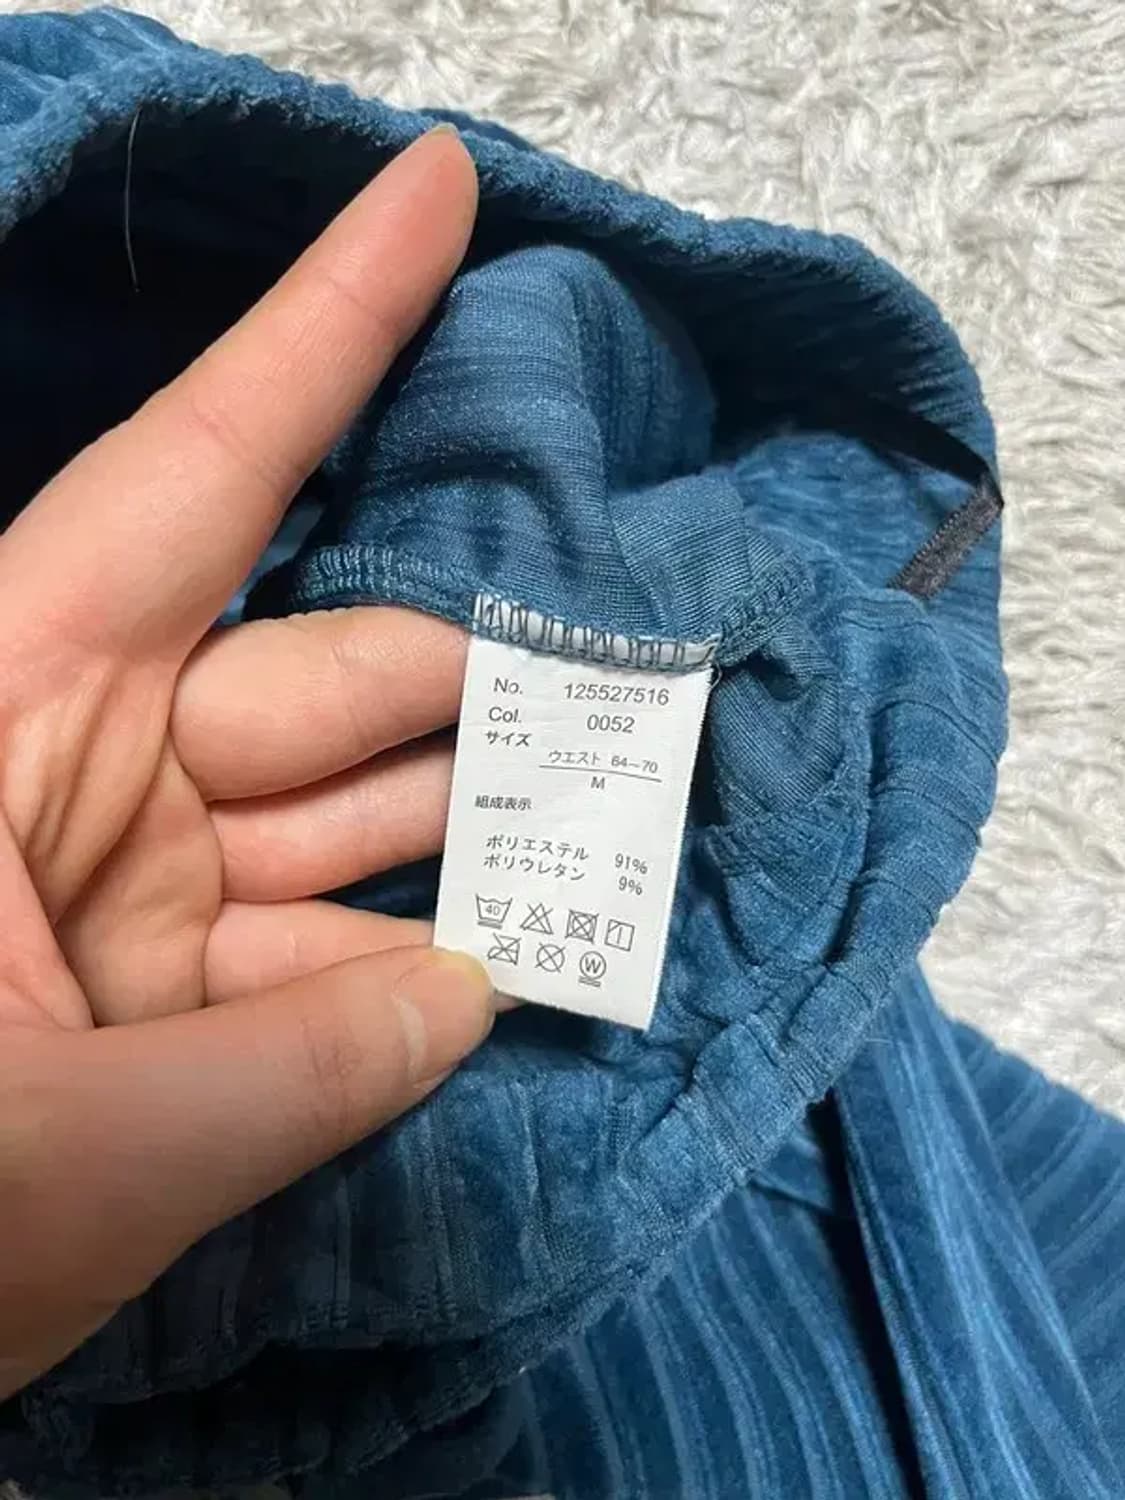 No. 125527516
Col. 0052
サイズ
ウエスト 64~70
M
組成表示
ポリエステル 91%
ポリウレタン 9%
40
W